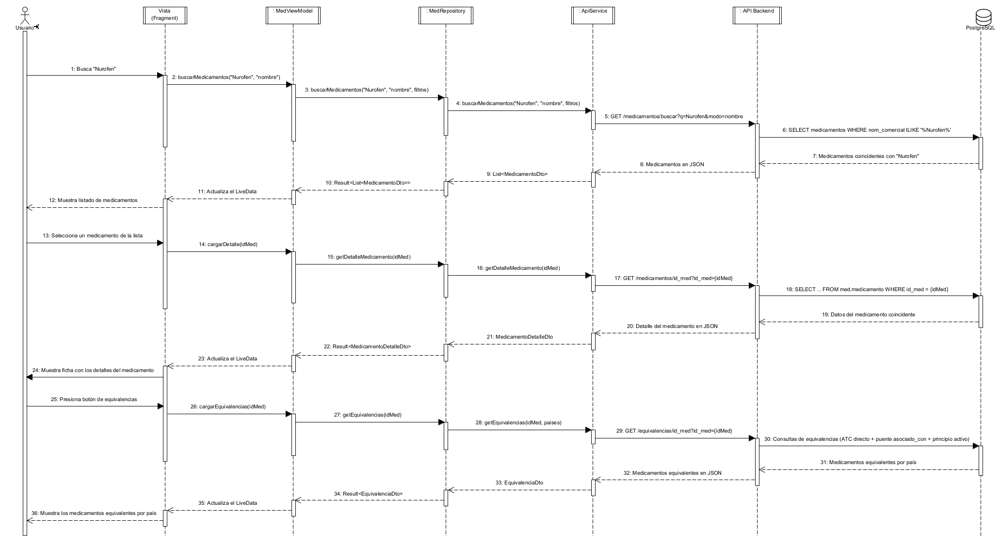 Usuario
Vista
(Fragment)
: MedViewModel
: MedRepository
: ApiService
: API Backend
PostgreSQL
1: Busca "Nurofen"
2: buscarMedicamentos("Nurofen", "nombre")
3: buscarMedicamentos("Nurofen", "nombre", filtros)
4: buscarMedicamentos("Nurofen", "nombre", filtros)
5: GET /medicamentos/buscar?q=Nurofen&modo=nombre
6: SELECT medicamentos WHERE nom_comercial ILIKE '%Nurofen%'
7: Medicamentos coincidentes con "Nurofen"
8: Medicamentos en JSON
9: List<MedicamentoDto>
10: Result<List<MedicamentoDto>>
11: Actualiza el LiveData
12: Muestra listado de medicamentos
13: Selecciona un medicamento de la lista
14: cargarDetalle(idMed)
15: getDetalleMedicamento(idMed)
16: getDetalleMedicamento(idMed)
17: GET /medicamentos/id_med?id_med={idMed}
18: SELECT ... FROM med.medicamento WHERE id_med = {idMed}
19: Datos del medicamento coincidente
20: Detalle del medicamento en JSON
21: MedicamentoDetalleDto
22: Result<MedicamentoDetalleDto>
23: Actualiza el LiveData
24: Muestra ficha con los detalles del medicamento
25: Presiona botón de equivalencias
26: cargarEquivalencias(idMed)
27: getEquivalencias(idMed)
28: getEquivalencias(idMed, paises)
29: GET /equivalencias/id_med?id_med={idMed}
30: Consultas de equivalencias (ATC directo + puente asociado_con + principio activo)
31: Medicamentos equivalentes por país
32: Medicamentos equivalentes en JSON
33: EquivalenciaDto
34: Result<EquivalenciaDto>
35: Actualiza el LiveData
36: Muestra los medicamentos equivalentes por país